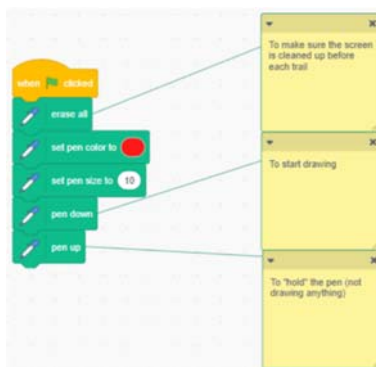 To make sure the screen
is cleaned up before
each trail
when clicked
erase all
set pen color to
set pen size to 10
To start drawing
pen down
pen up
To "hold" the pen (not
drawing anything)